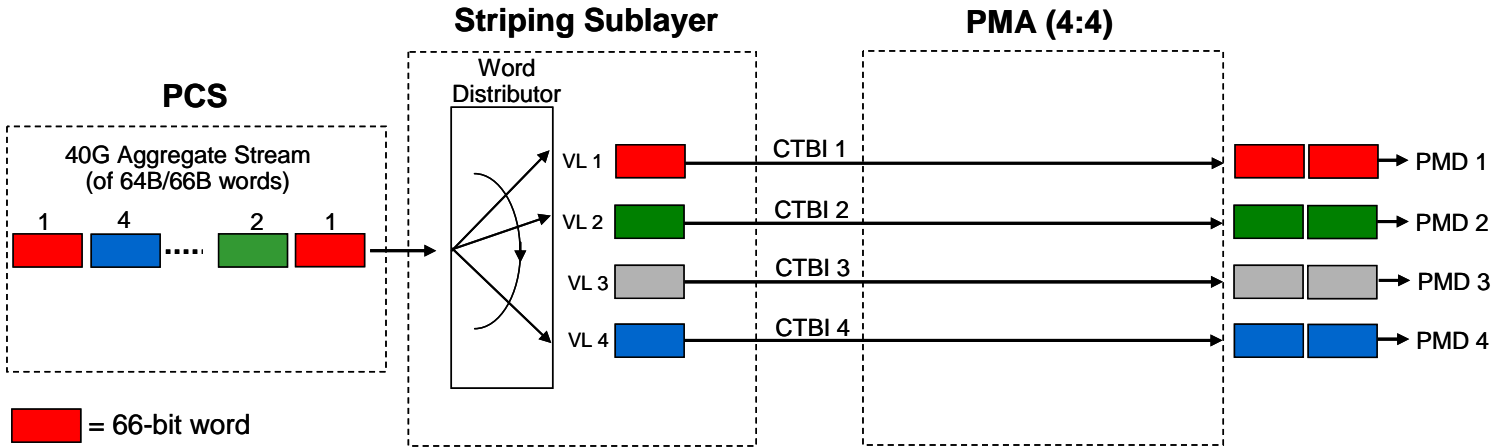 Striping Sublayer
PMA (4:4)
PCS
Word
Distributor
40G Aggregate Stream
(of 64B/66B words)
1 4 2 1
VL 1
CTBI 1
PMD 1
VL 2
CTBI 2
PMD 2
VL 3
CTBI 3
PMD 3
VL 4
CTBI 4
PMD 4
= 66-bit word